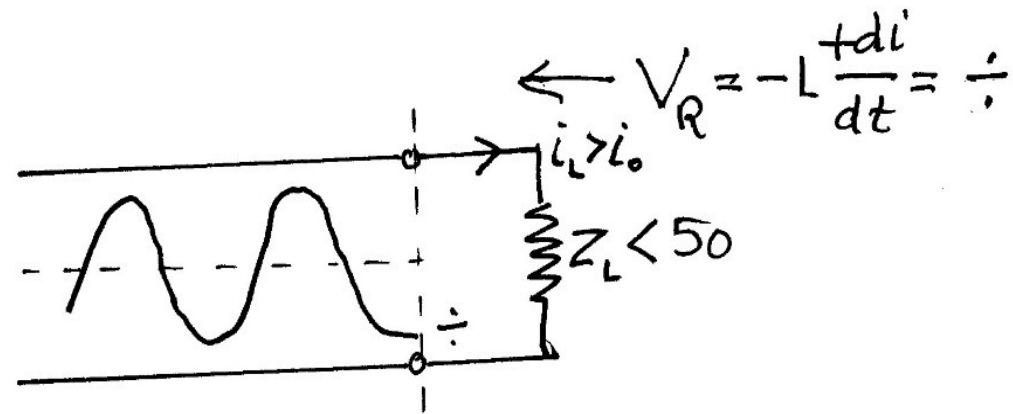 ← V_R = -L +di/dt = ÷
i_L > i_o
Z_L < 50
÷